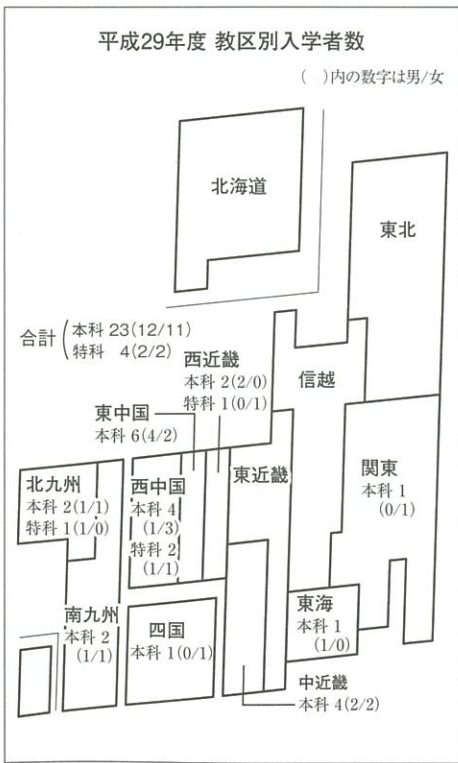 平成29年度 教区別入学者数
(　)内の数字は男/女
北海道
東北
合計
本科 23(12/11)
特科 4(2/2)
西近畿
本科 2(2/0)
特科 1(0/1)
信越
東中国
本科 6(4/2)
関東
本科 1
(0/1)
東近畿
北九州
本科 2(1/1)
特科 1(1/0)
西中国
本科 4
(1/3)
特科 2
(1/1)
南九州
本科 2
(1/1)
四国
本科 1(0/1)
東海
本科 1
(1/0)
中近畿
本科 4(2/2)